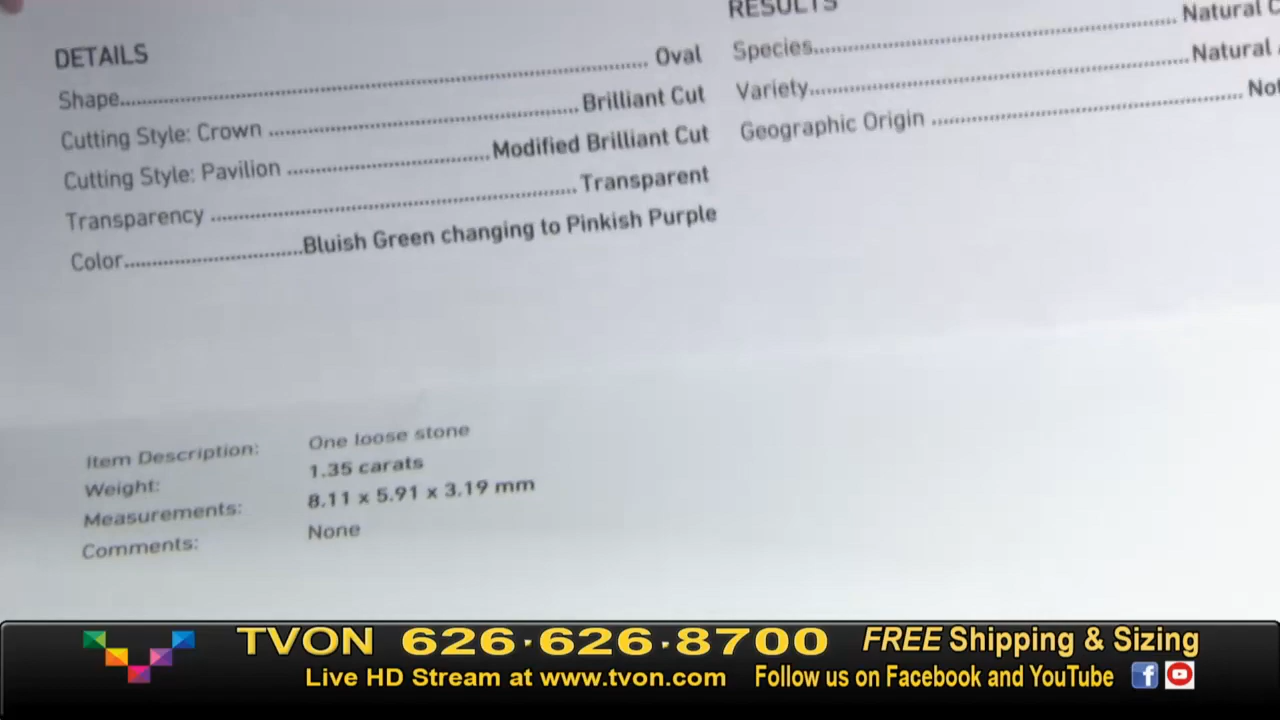 DETAILS
Shape Oval
Cutting Style: Crown Brilliant Cut
Cutting Style: Pavilion Modified Brilliant Cut
Transparency Transparent
Color Bluish Green changing to Pinkish Purple
RESULTS
Species Natural
Variety Natural
Geographic Origin
Item Description: One loose stone
Weight: 1.35 carats
Measurements: 8.11 x 5.91 x 3.19 mm
Comments: None
TVON 626·626·8700 FREE Shipping & Sizing
Live HD Stream at www.tvon.com Follow us on Facebook and YouTube